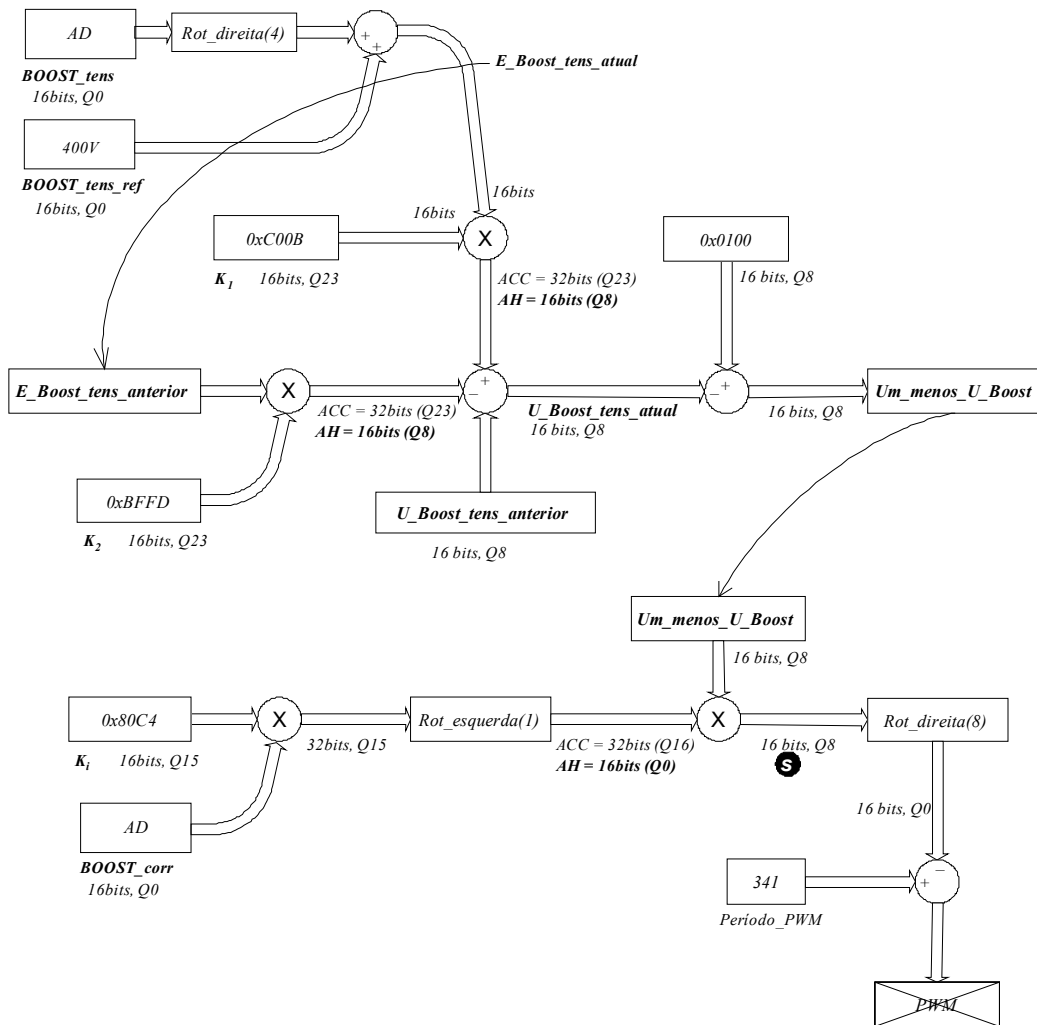 AD
Rot_direita(4)
+
+
BOOST_tens
16bits, Q0
E_Boost_tens_atual
400V
BOOST_tens_ref
16bits, Q0
16bits
16bits
0xC00B
X
0x0100
K1 16bits, Q23
ACC = 32bits (Q23)
AH = 16bits (Q8)
16 bits, Q8
E_Boost_tens_anterior
X
+
−
− +
Um_menos_U_Boost
ACC = 32bits (Q23)
AH = 16bits (Q8)
U_Boost_tens_atual
16 bits, Q8
16 bits, Q8
0xBFFD
K2 16bits, Q23
U_Boost_tens_anterior
16 bits, Q8
Um_menos_U_Boost
16 bits, Q8
0x80C4
X
Rot_esquerda(1)
X
Rot_direita(8)
Ki 16bits, Q15
32bits, Q15
ACC = 32bits (Q16)
AH = 16bits (Q0)
16 bits, Q8
S
AD
BOOST_corr
16bits, Q0
16 bits, Q0
341
+ −
Período_PWM
PWM